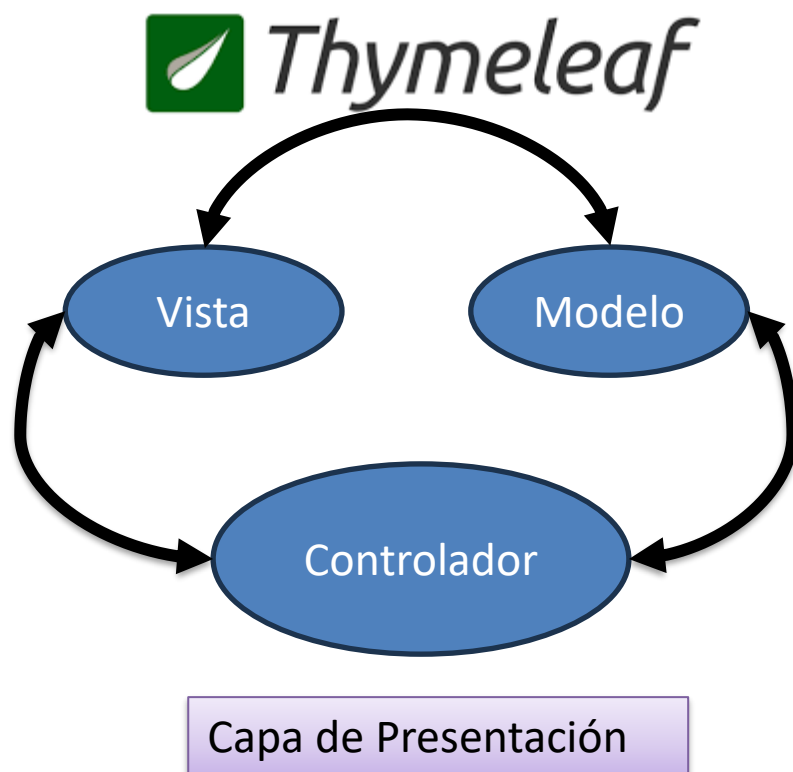 Thymeleaf
Vista
Modelo
Controlador
Capa de Presentación